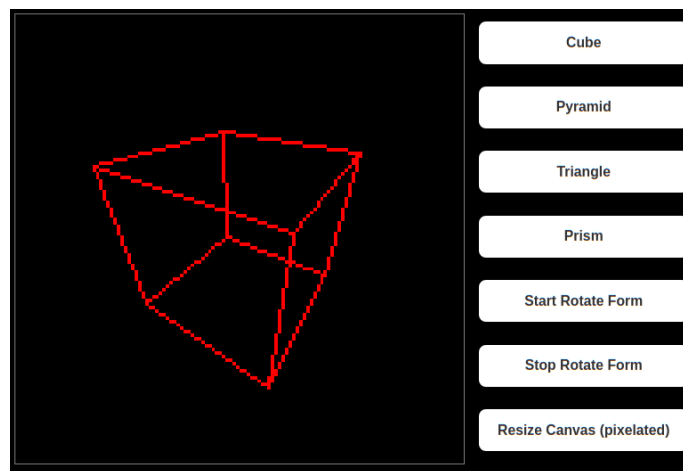 Cube
Pyramid
Triangle
Prism
Start Rotate Form
Stop Rotate Form
Resize Canvas (pixelated)